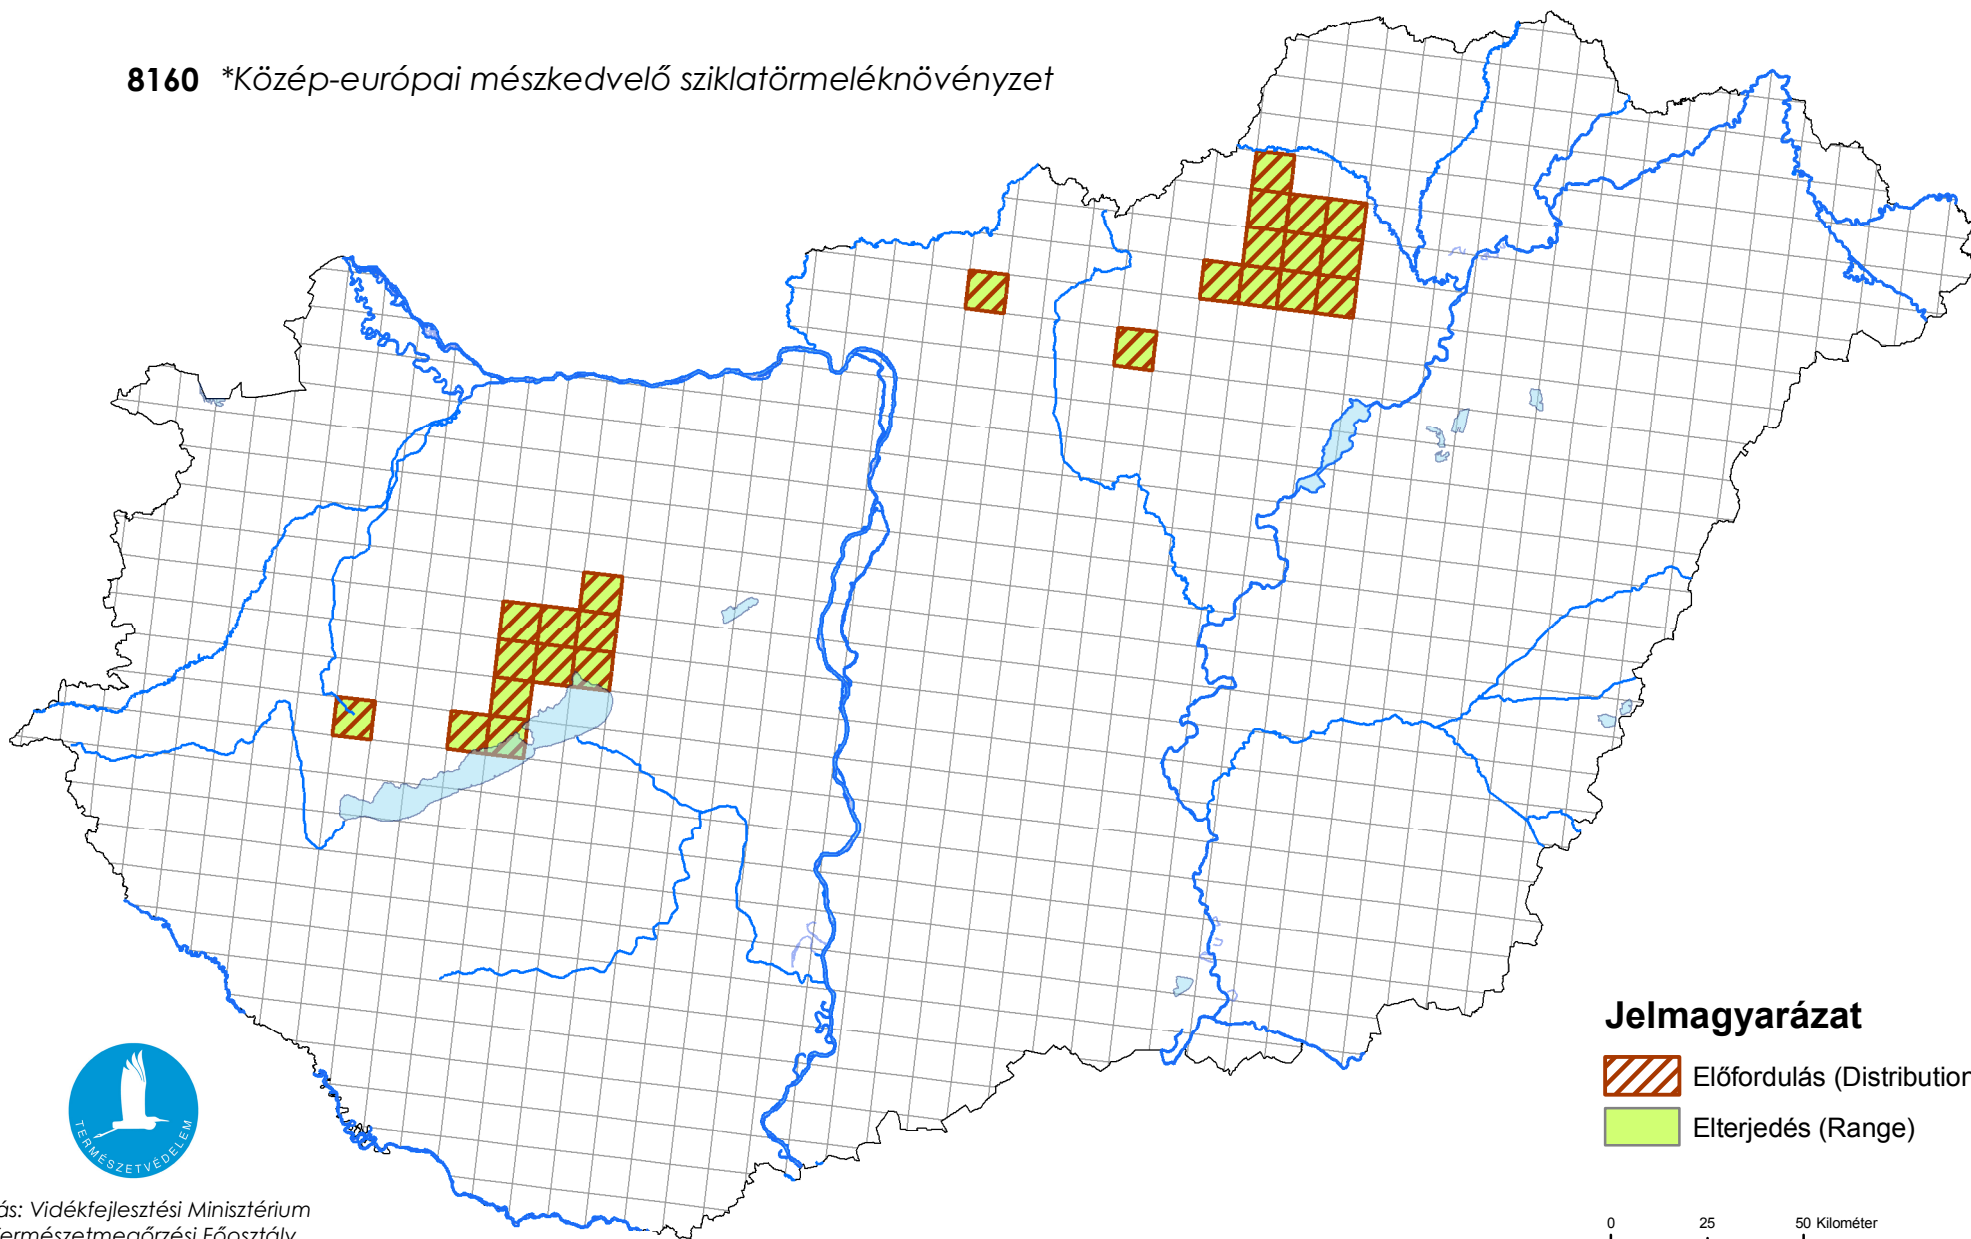 8160 *Közép-európai mészkedvelő sziklatörmeléknövényzet
Jelmagyarázat
Előfordulás (Distribution
Elterjedés (Range)
TERMÉSZETVÉDELEM
ás: Vidékfejlesztési Minisztérium
Természetmegőrzési Főosztály
0 25 50 Kilométer